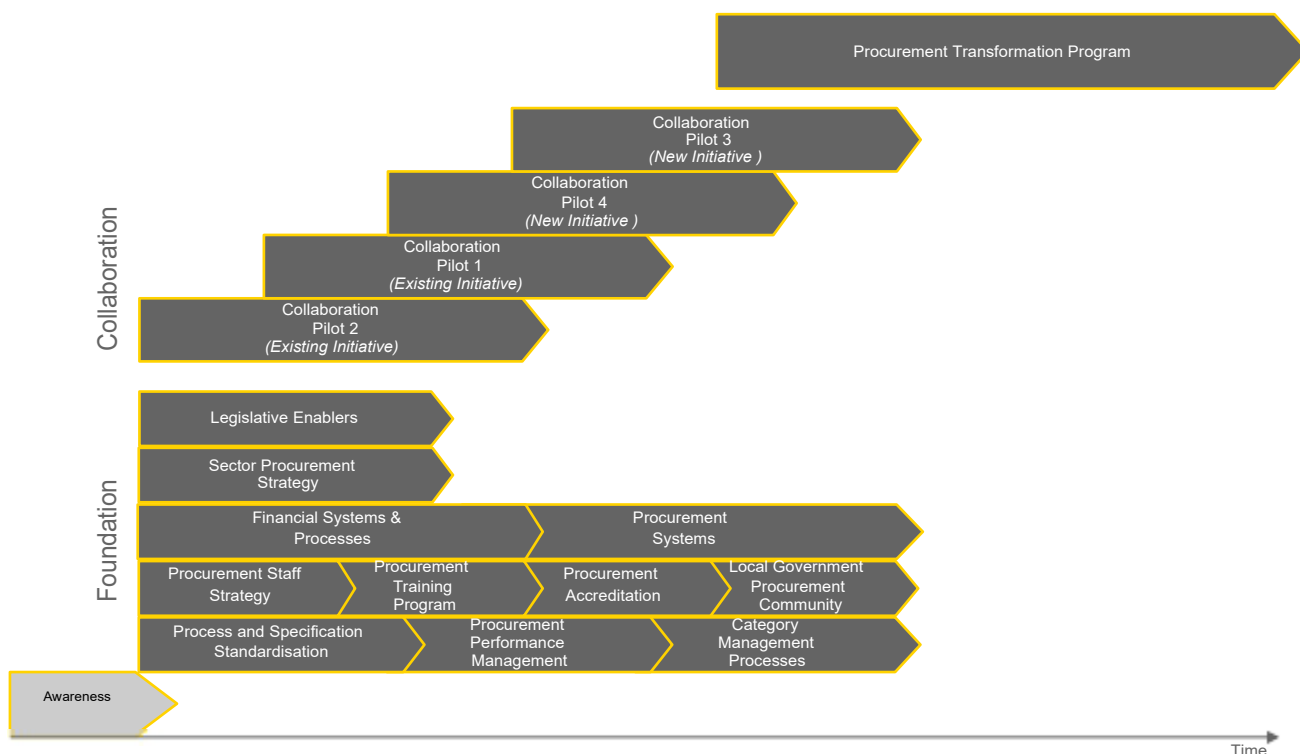 Procurement Transformation Program
Collaboration
Pilot 3
(New Initiative )
Collaboration
Pilot 4
(New Initiative )
Collaboration
Pilot 1
(Existing Initiative)
Collaboration
Pilot 2
(Existing Initiative)
Collaboration
Legislative Enablers
Sector Procurement
Strategy
Financial Systems &
Processes
Procurement
Systems
Procurement Staff
Strategy
Procurement
Training
Program
Procurement
Accreditation
Local Government
Procurement
Community
Process and Specification
Standardisation
Procurement
Performance
Management
Category
Management
Processes
Foundation
Awareness
Time